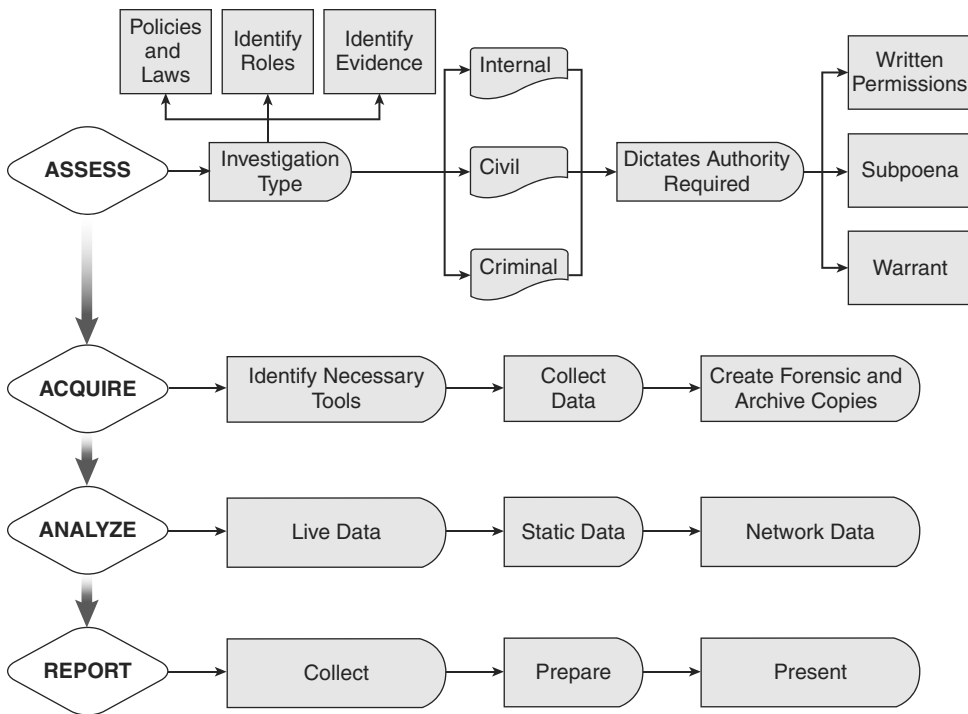 Policies
and
Laws
Identify
Roles
Identify
Evidence
Internal
Written
Permissions
ASSESS
Investigation
Type
Civil
Dictates Authority
Required
Subpoena
Criminal
Warrant
ACQUIRE
Identify Necessary
Tools
Collect
Data
Create Forensic and
Archive Copies
ANALYZE
Live Data
Static Data
Network Data
REPORT
Collect
Prepare
Present